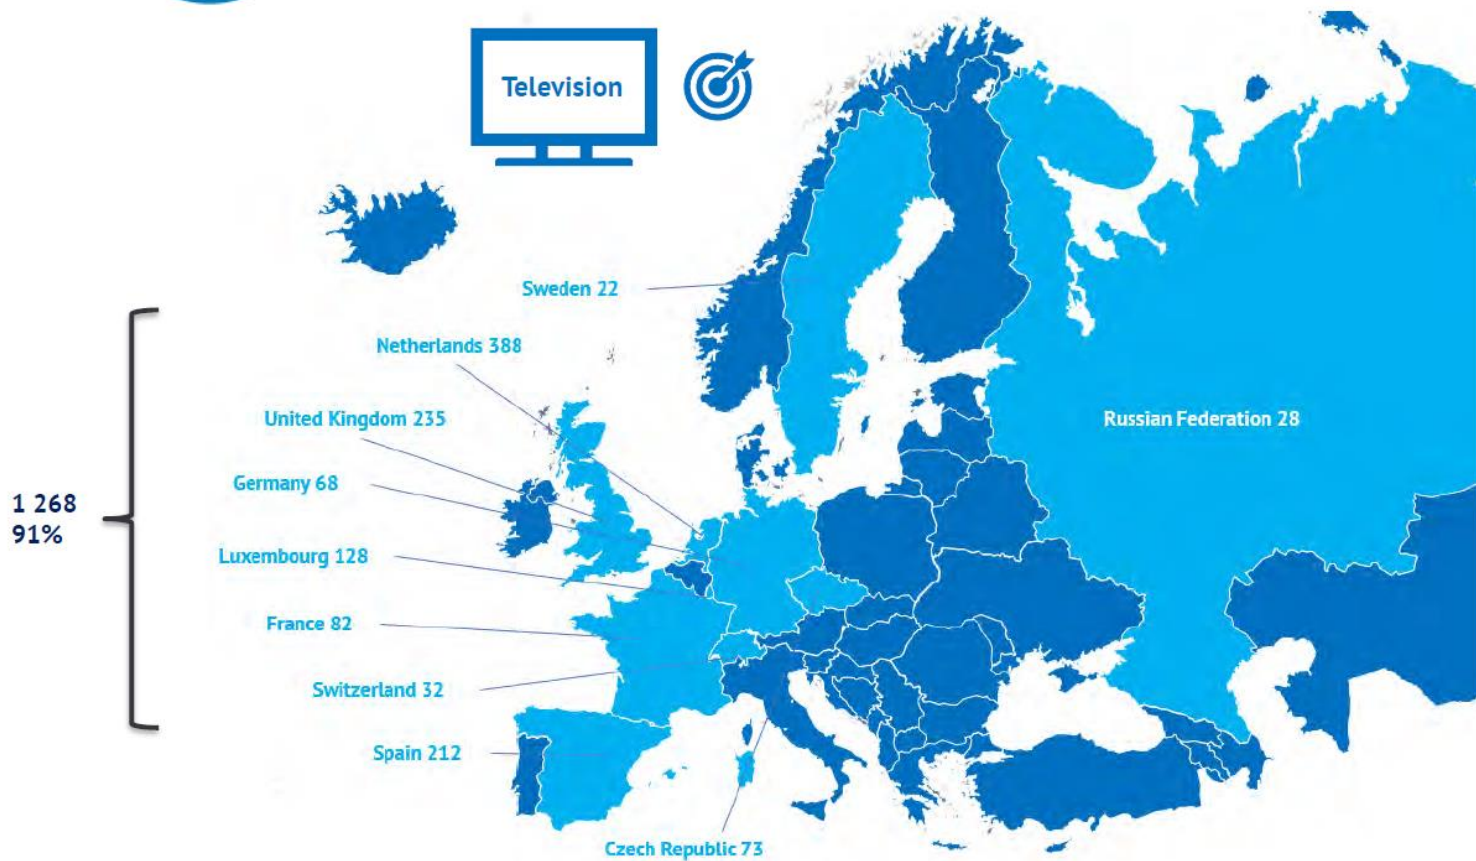 Television
Sweden 22
Netherlands 388
United Kingdom 235
Russian Federation 28
Germany 68
1 268
91%
Luxembourg 128
France 82
Switzerland 32
Spain 212
Czech Republic 73